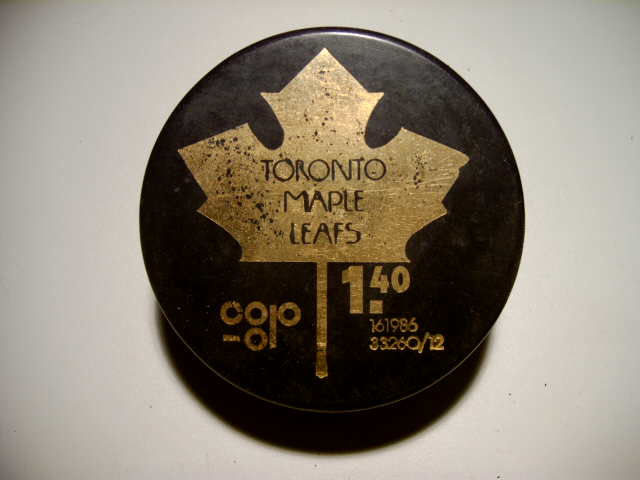 TORONTO
MAPLE
LEAFS
1.40
161986
33260/12